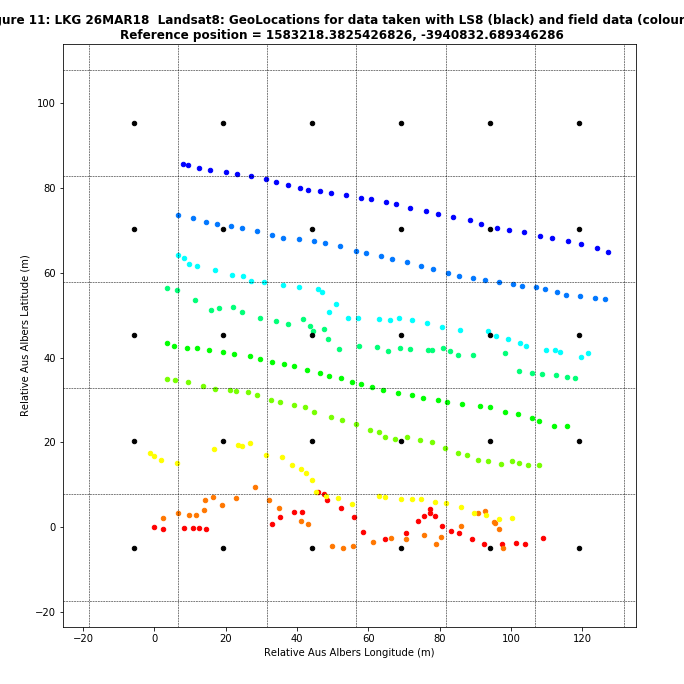 gure 11: LKG 26MAR18 Landsat8: GeoLocations for data taken with LS8 (black) and field data (colour
Reference position = 1583218.3825426826, -3940832.689346286
100
80
60
40
20
0
−20
−20 0 20 40 60 80 100 120
Relative Aus Albers Latitude (m)
Relative Aus Albers Longitude (m)